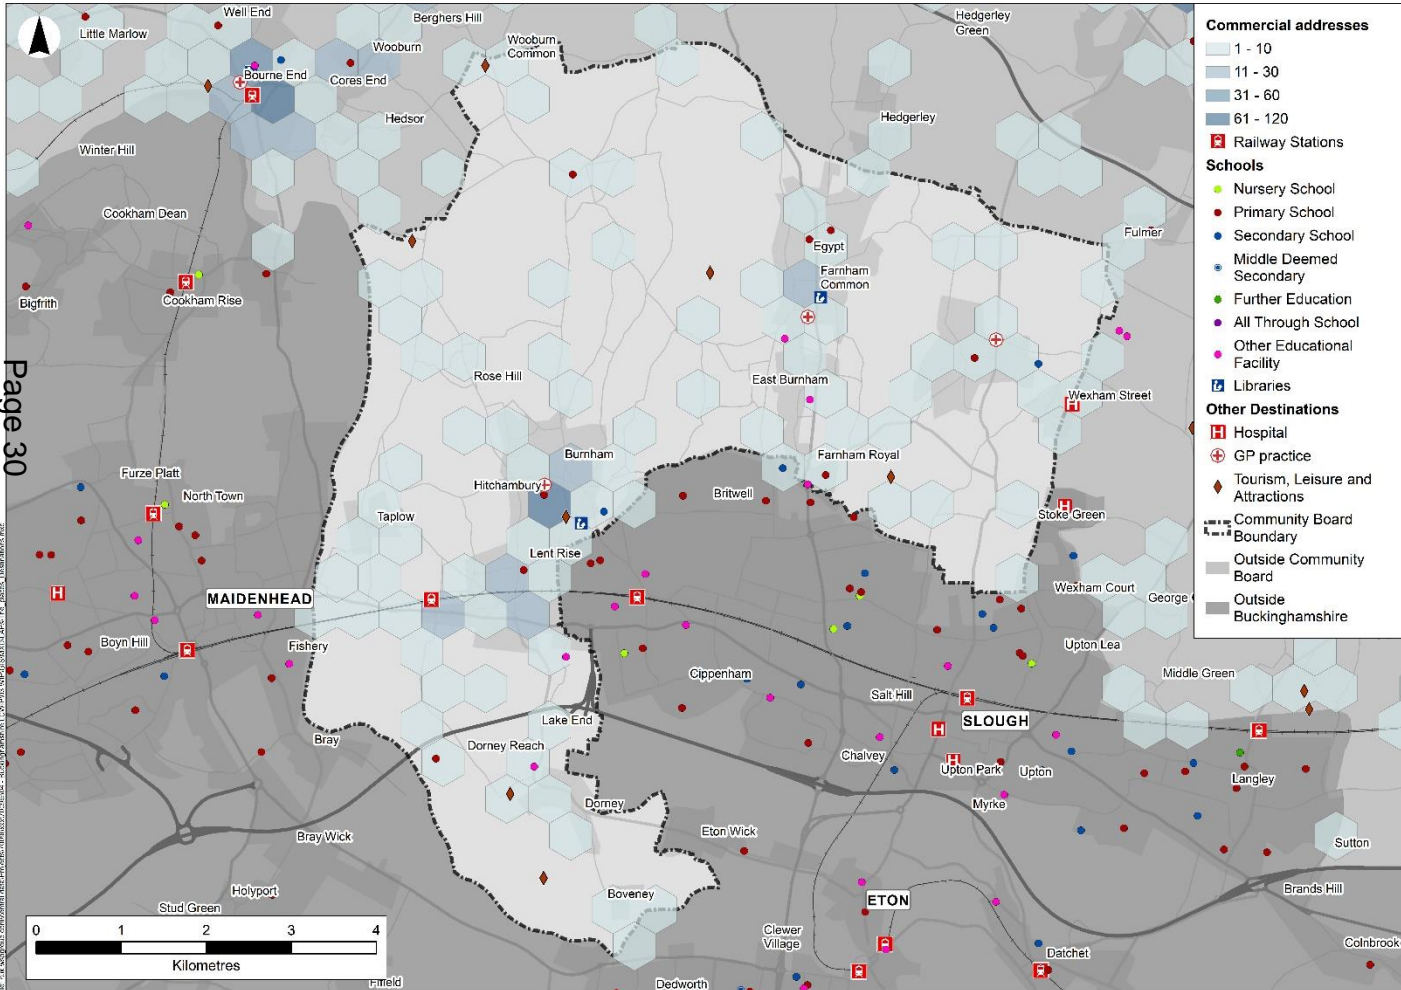 Well End
Little Marlow
Berghers Hill
Hedgerley
Green
Wooburn
Wooburn
Common
Bourne End
Cores End
Hedsor
Hedgerley
Winter Hill
Cookham Dean
Fulmer
Egypt
Farnham
Common
Bigfrith
Cookham Rise
Page 30
Rose Hill
East Burnham
Wexham Street
Burnham
Farnham Royal
Furze Platt
North Town
Hitchambury
Britwell
Taplow
Stoke Green
Lent Rise
Wexham Court
George
MAIDENHEAD
Boyn Hill
Fishery
Upton Lea
Cippenham
Middle Green
Salt Hill
Lake End
SLOUGH
Bray
Dorney Reach
Chalvey
Upton Park
Upton
Langley
Dorney
Myrke
Bray Wick
Eton Wick
Sutton
Holyport
Boveney
Brands Hill
Stud Green
ETON
Clewer
Village
Datchet
Colnbrook
Fifield
Dedworth
0 1 2 3 4
Kilometres
Commercial addresses
1 - 10
11 - 30
31 - 60
61 - 120
Railway Stations
Schools
Nursery School
Primary School
Secondary School
Middle Deemed
Secondary
Further Education
All Through School
Other Educational
Facility
Libraries
Other Destinations
Hospital
GP practice
Tourism, Leisure and
Attractions
Community Board
Boundary
Outside Community
Board
Outside
Buckinghamshire